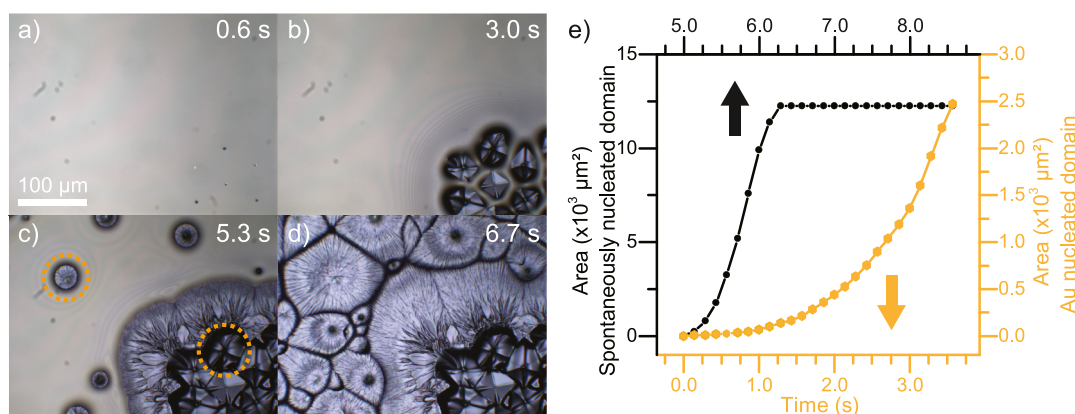 a) 0.6 s
b) 3.0 s
100 µm
c) 5.3 s
d) 6.7 s
e)
5.0 6.0 7.0 8.0
15
10
5
0
Area (x10³ µm²)
Spontaneously nucleated domain
3.0
2.5
2.0
1.5
1.0
0.5
0.0
Area (x10³ µm²)
Au nucleated domain
0.0 1.0 2.0 3.0
Time (s)